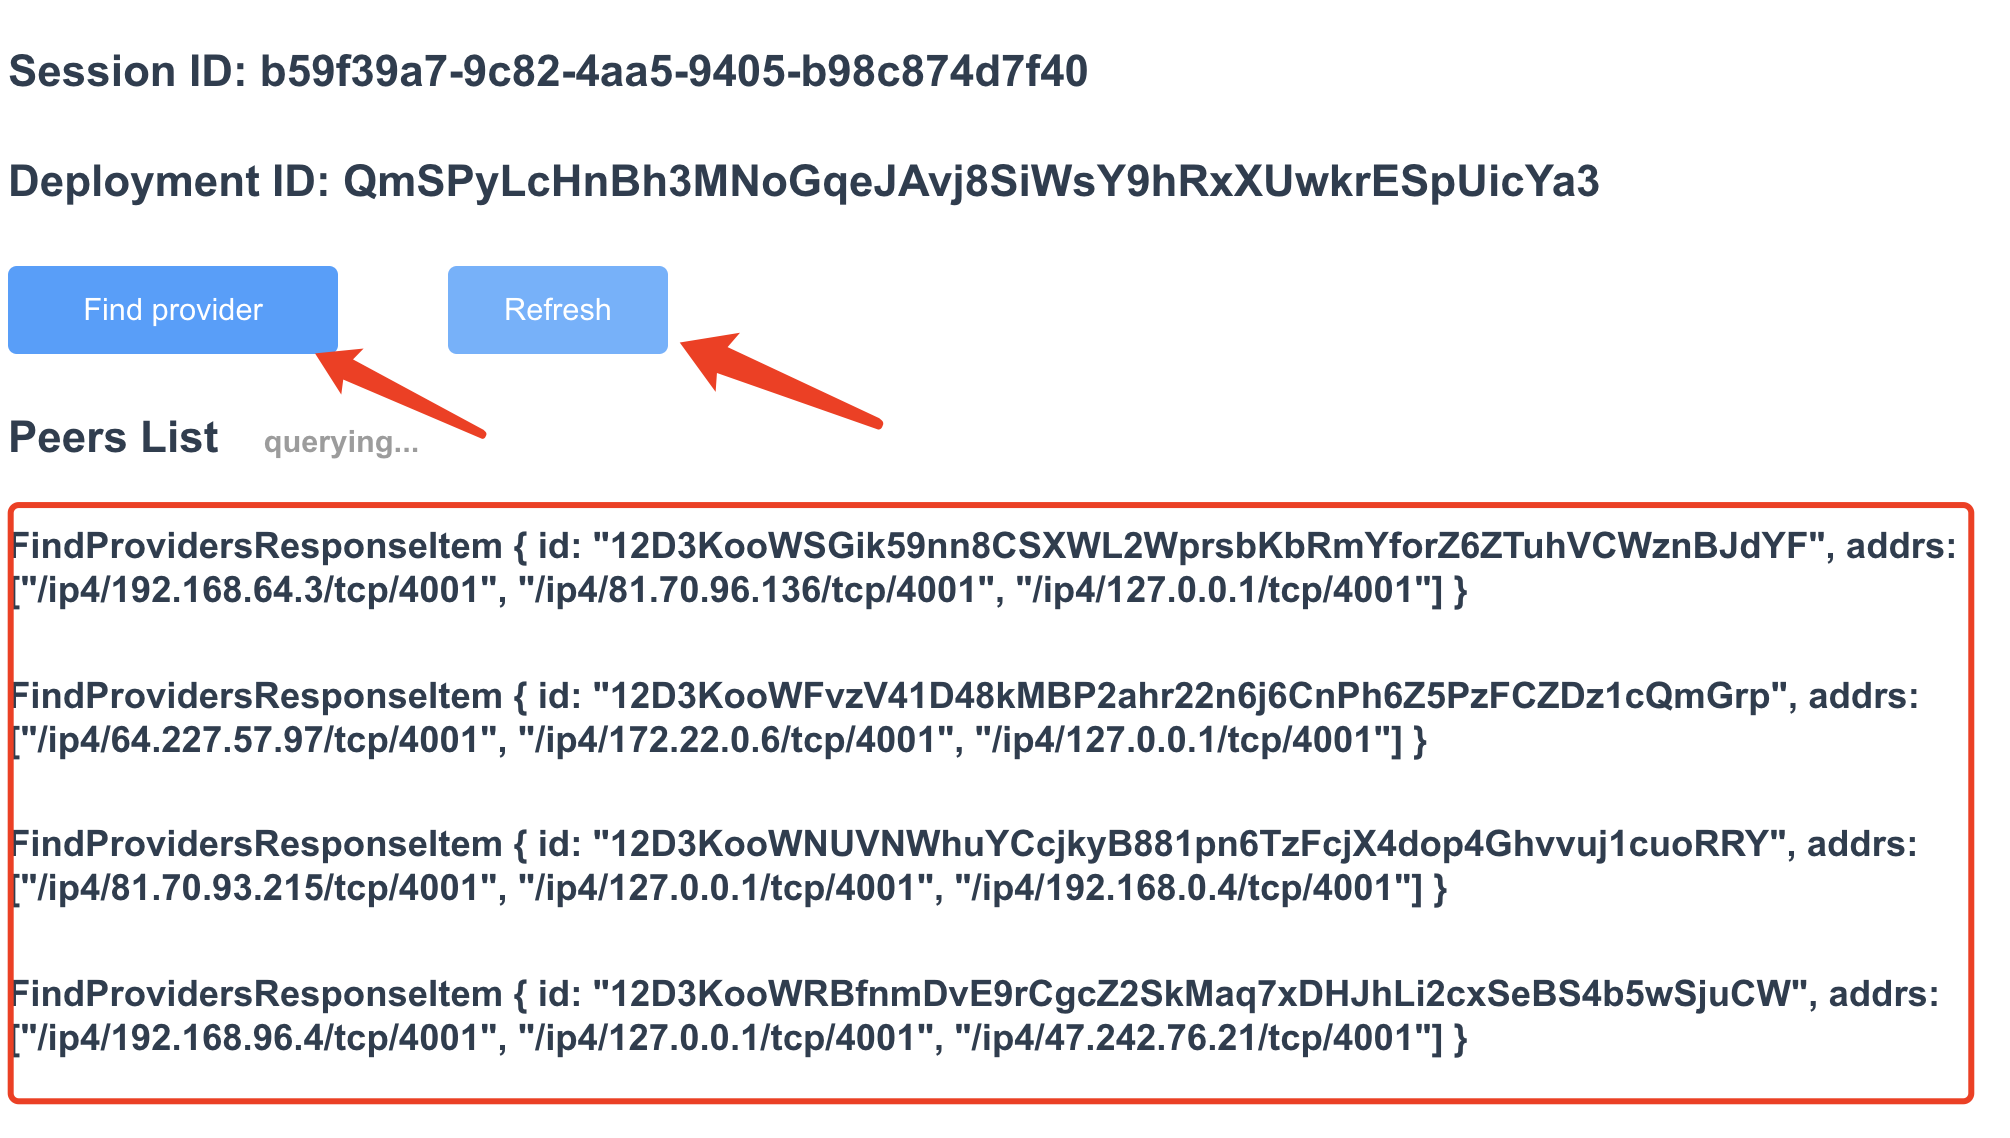 Session ID: b59f39a7-9c82-4aa5-9405-b98c874d7f40
Deployment ID: QmSPyLcHnBh3MNoGqeJAvj8SiWsY9hRxXUwkrESpUicYa3
Find provider Refresh
Peers List querying...
FindProvidersResponseItem { id: "12D3KooWSGik59nn8CSXWL2WprsbKbRmYforZ6ZTuhVCWznBJdYF", addrs:
["/ip4/192.168.64.3/tcp/4001", "/ip4/81.70.96.136/tcp/4001", "/ip4/127.0.0.1/tcp/4001"] }
FindProvidersResponseItem { id: "12D3KooWFvzV41D48kMBP2ahr22n6j6CnPh6Z5PzFCZDz1cQmGrp", addrs:
["/ip4/64.227.57.97/tcp/4001", "/ip4/172.22.0.6/tcp/4001", "/ip4/127.0.0.1/tcp/4001"] }
FindProvidersResponseItem { id: "12D3KooWNUVNWhuYCcjkyB881pn6TzFcjX4dop4Ghvvuj1cuoRRY", addrs:
["/ip4/81.70.93.215/tcp/4001", "/ip4/127.0.0.1/tcp/4001", "/ip4/192.168.0.4/tcp/4001"] }
FindProvidersResponseItem { id: "12D3KooWRBfnmDvE9rCgcZ2SkMaq7xDHJhLi2cxSeBS4b5wSjuCW", addrs:
["/ip4/192.168.96.4/tcp/4001", "/ip4/127.0.0.1/tcp/4001", "/ip4/47.242.76.21/tcp/4001"] }